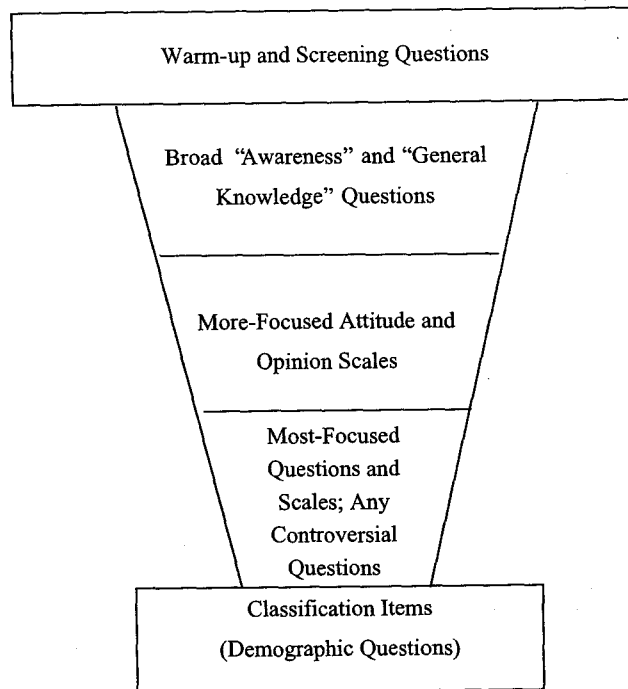 Warm-up and Screening Questions
Broad “Awareness” and “General
Knowledge” Questions
More-Focused Attitude and
Opinion Scales
Most-Focused
Questions and
Scales; Any
Controversial
Questions
Classification Items
(Demographic Questions)